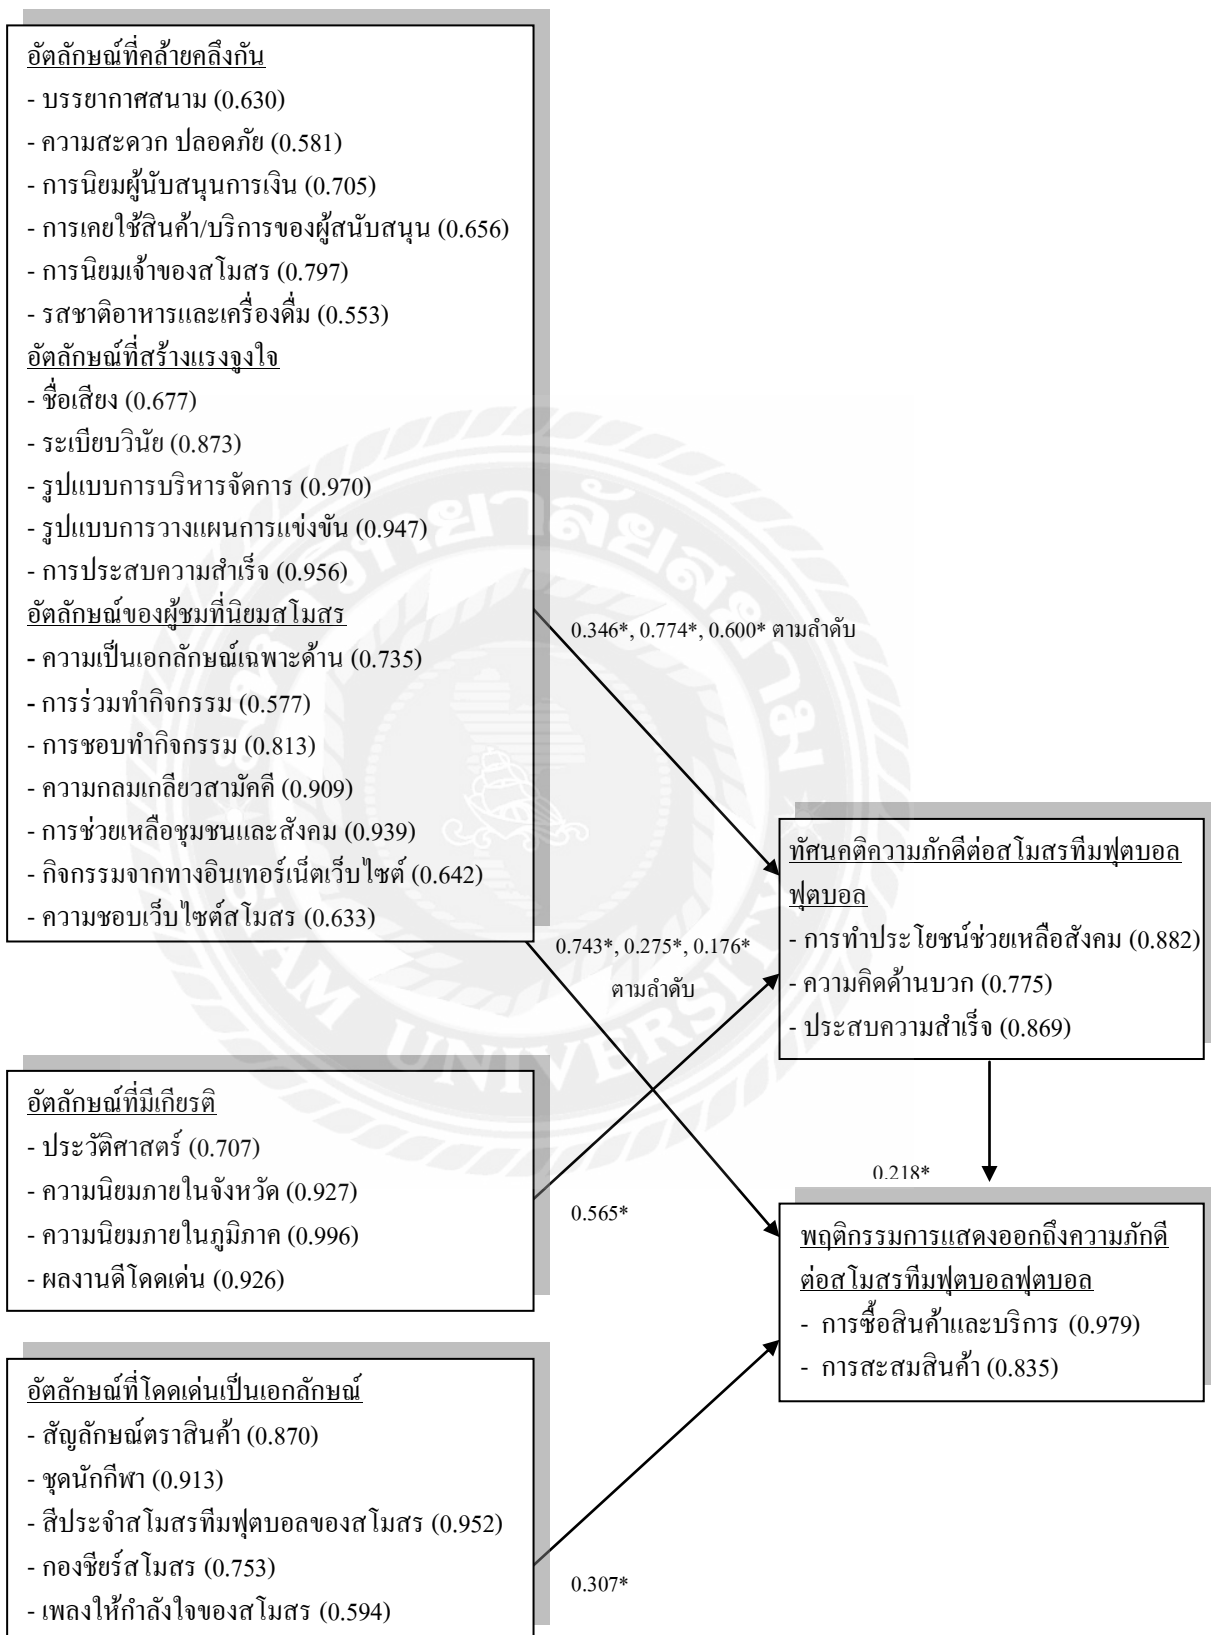 อัตลักษณ์ที่คล้ายคลึงกัน
- บรรยากาศสนาม (0.630)
- ความสะดวก ปลอดภัย (0.581)
- การนิยมผู้นับสนุนการเงิน (0.705)
- การเคยใช้สินค้า/บริการของผู้สนับสนุน (0.656)
- การนิยมเจ้าของสโมสร (0.797)
- รสชาติอาหารและเครื่องดื่ม (0.553)
อัตลักษณ์ที่สร้างแรงจูงใจ
- ชื่อเสียง (0.677)
- ระเบียบวินัย (0.873)
- รูปแบบการบริหารจัดการ (0.970)
- รูปแบบการวางแผนการแข่งขัน (0.947)
- การประสบความสำเร็จ (0.956)
อัตลักษณ์ของผู้ชมที่นิยมสโมสร
- ความเป็นเอกลักษณ์เฉพาะด้าน (0.735)
- การร่วมทำกิจกรรม (0.577)
- การชอบทำกิจกรรม (0.813)
- ความกลมเกลียวสามัคคี (0.909)
- การช่วยเหลือชุมชนและสังคม (0.939)
- กิจกรรมจากทางอินเทอร์เน็ตเว็บไซต์ (0.642)
- ความชอบเว็บไซต์สโมสร (0.633)
0.346*, 0.774*, 0.600* ตามลำดับ
0.743*, 0.275*, 0.176*
ตามลำดับ
ทัศนคติความภักดีต่อสโมสรทีมฟุตบอล
ฟุตบอล
- การทำประโยชน์ช่วยเหลือสังคม (0.882)
- ความคิดด้านบวก (0.775)
- ประสบความสำเร็จ (0.869)
อัตลักษณ์ที่มีเกียรติ
- ประวัติศาสตร์ (0.707)
- ความนิยมภายในจังหวัด (0.927)
- ความนิยมภายในภูมิภาค (0.996)
- ผลงานดีโดดเด่น (0.926)
0.565*
0.218*
พฤติกรรมการแสดงออกถึงความภักดี
ต่อสโมสรทีมฟุตบอลฟุตบอล
- การซื้อสินค้าและบริการ (0.979)
- การสะสมสินค้า (0.835)
อัตลักษณ์ที่โดดเด่นเป็นเอกลักษณ์
- สัญลักษณ์ตราสินค้า (0.870)
- ชุดนักกีฬา (0.913)
- สีประจำสโมสรทีมฟุตบอลของสโมสร (0.952)
- กองเชียร์สโมสร (0.753)
- เพลงให้กำลังใจของสโมสร (0.594)
0.307*
มหาวิทยาลัยสยาม
SIAM UNIVERSITY